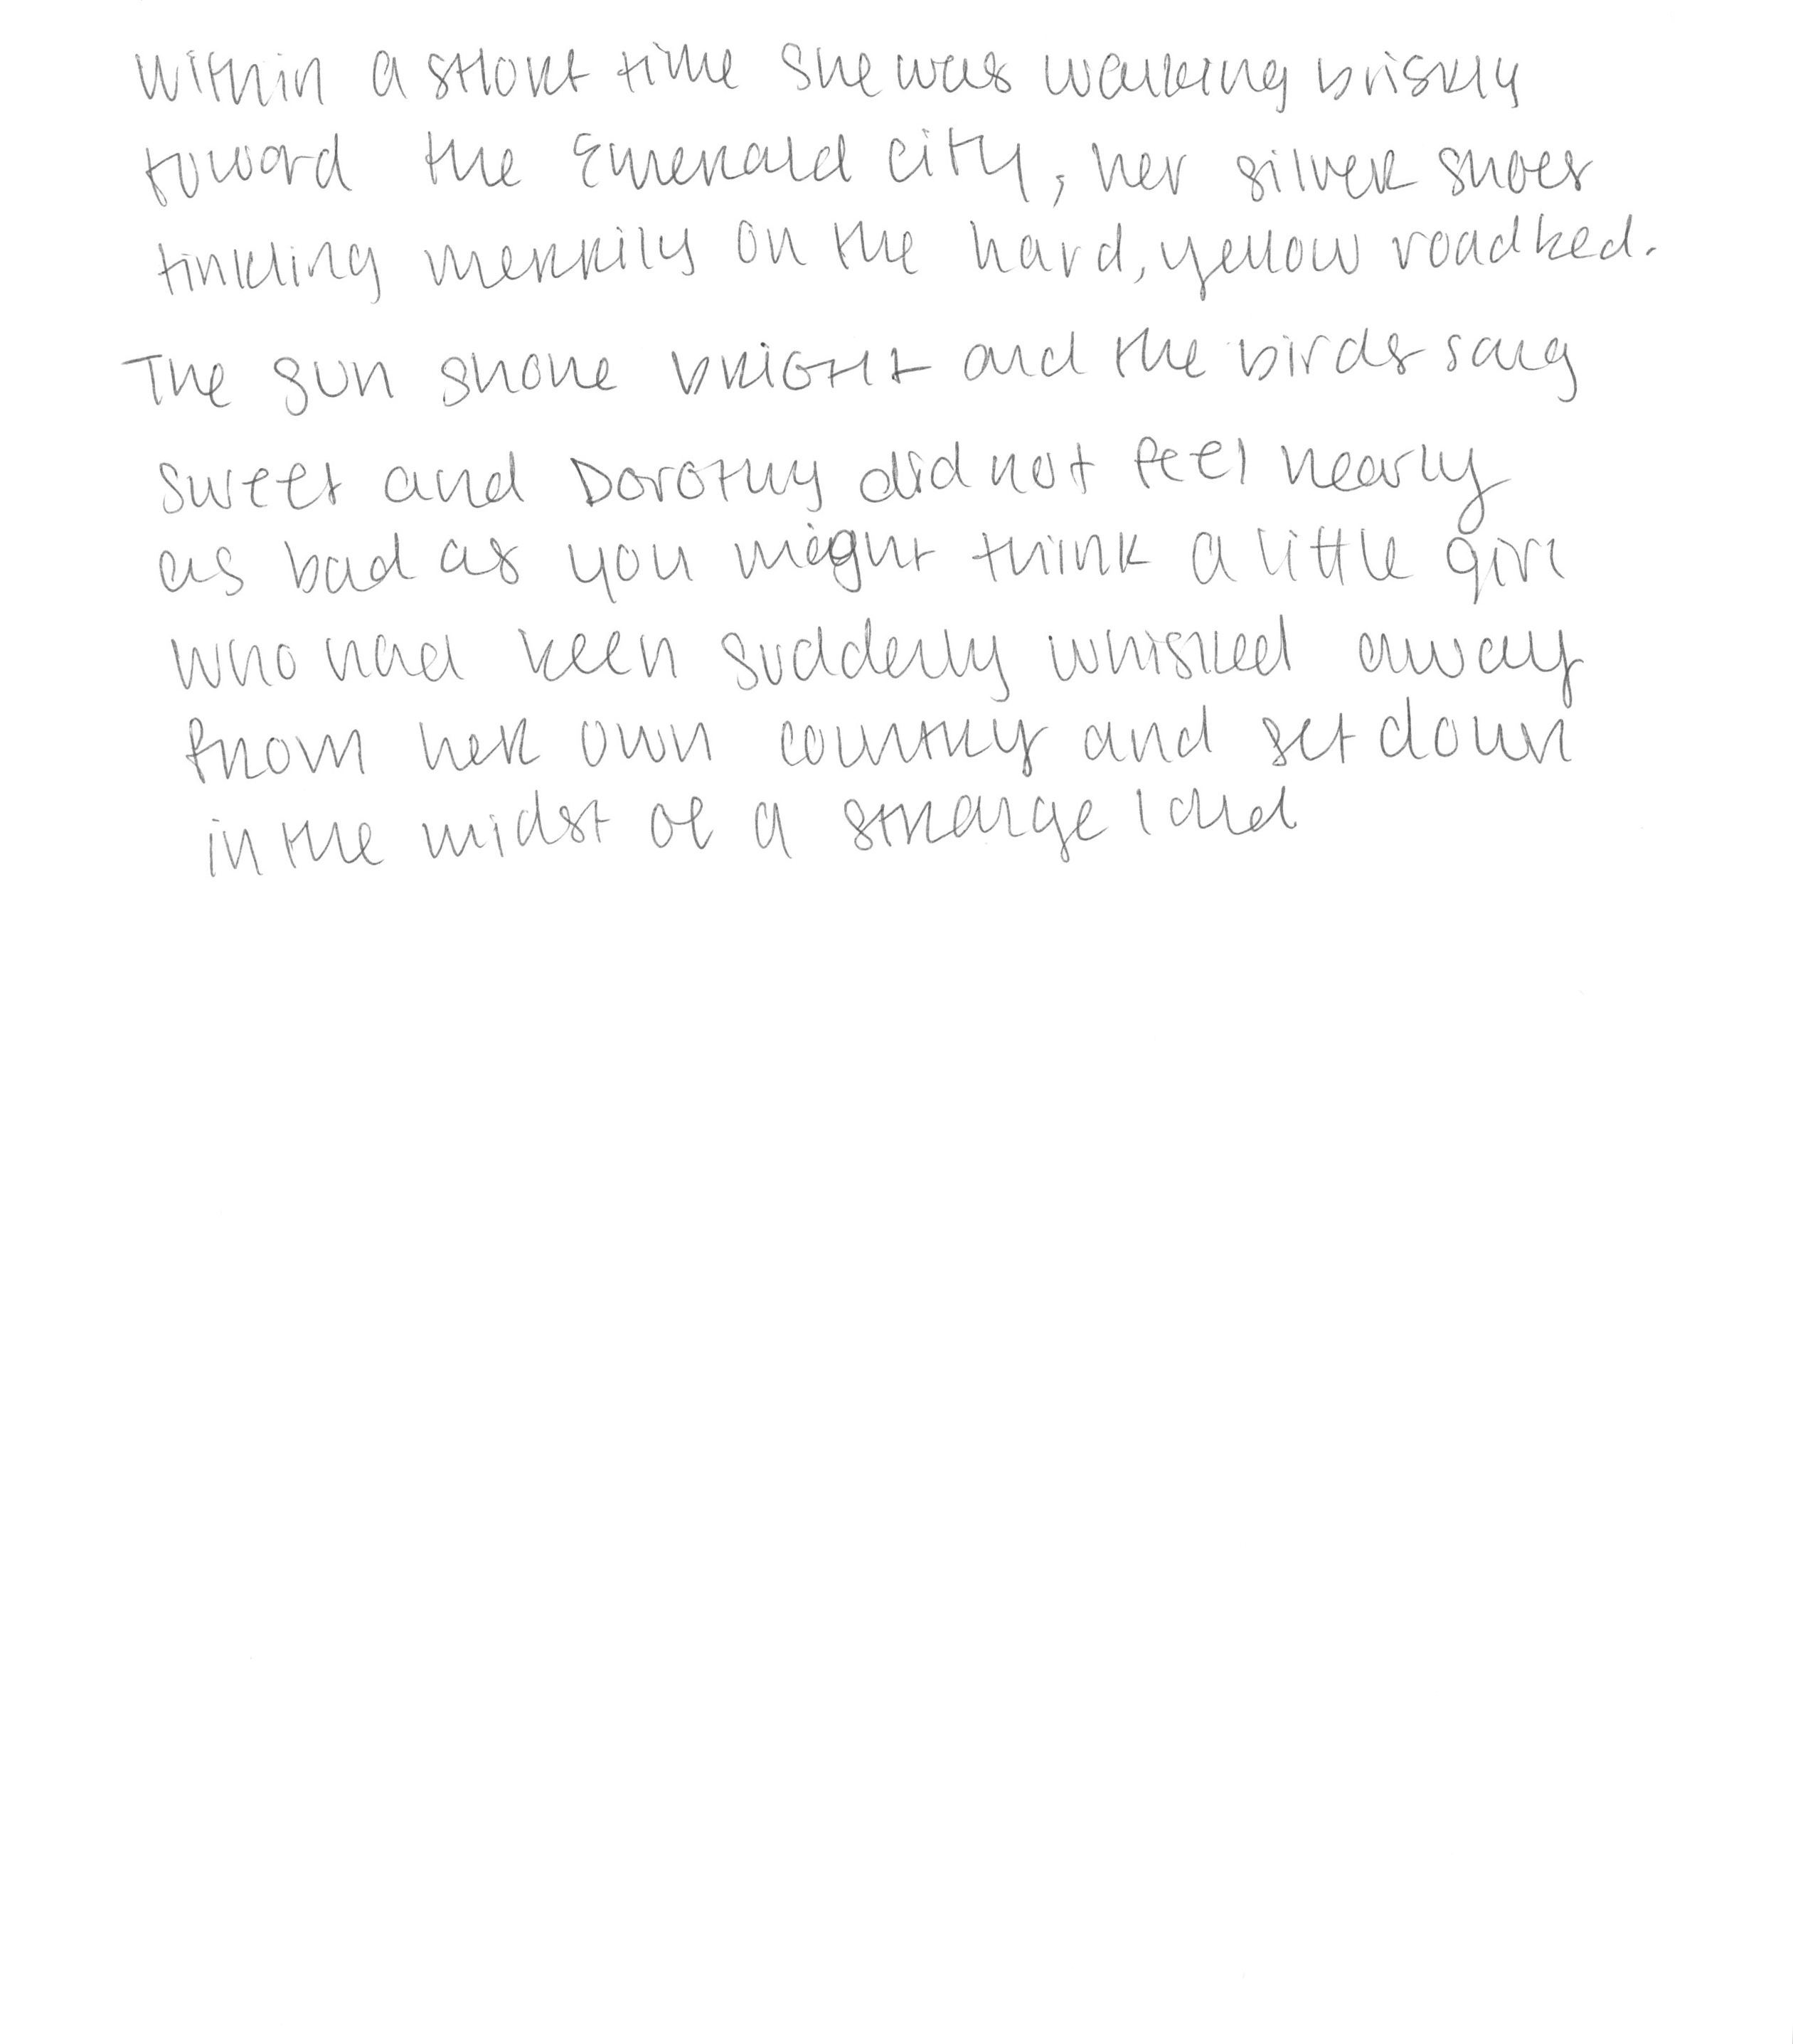 Within a short time she was walking briskly
toward the Emerald City, her silver shoes
tinkling merrily on the hard, yellow roadbed.
The sun shone bright and the birds sang
sweet and Dorothy did not feel nearly
as bad as you might think a little girl
who had been suddenly whisked away
from her own country and set down
in the midst of a strange land